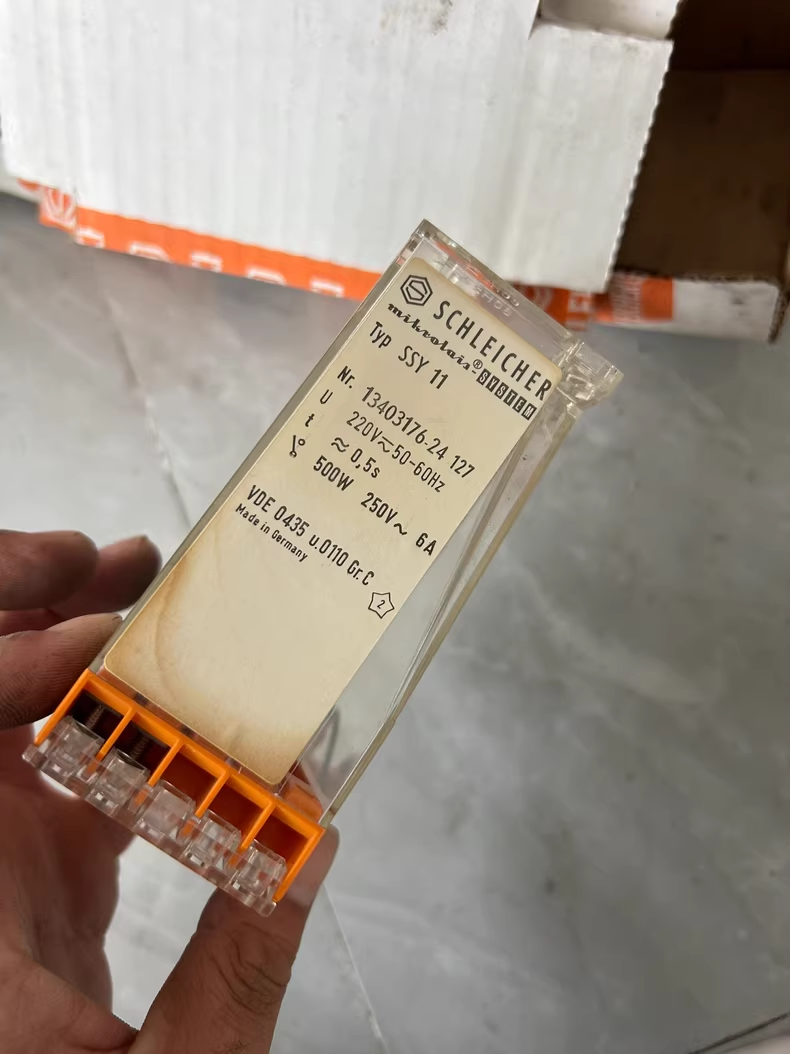 SCHLEICHER
mikrolais®-SYSTEM
Typ SSY 11
Nr. 13403176-24 127
U 220V≂50-60Hz
t ≈ 0,5s
500W 250V~ 6A
VDE 0435 u.0110 Gr.C
Made in Germany
2